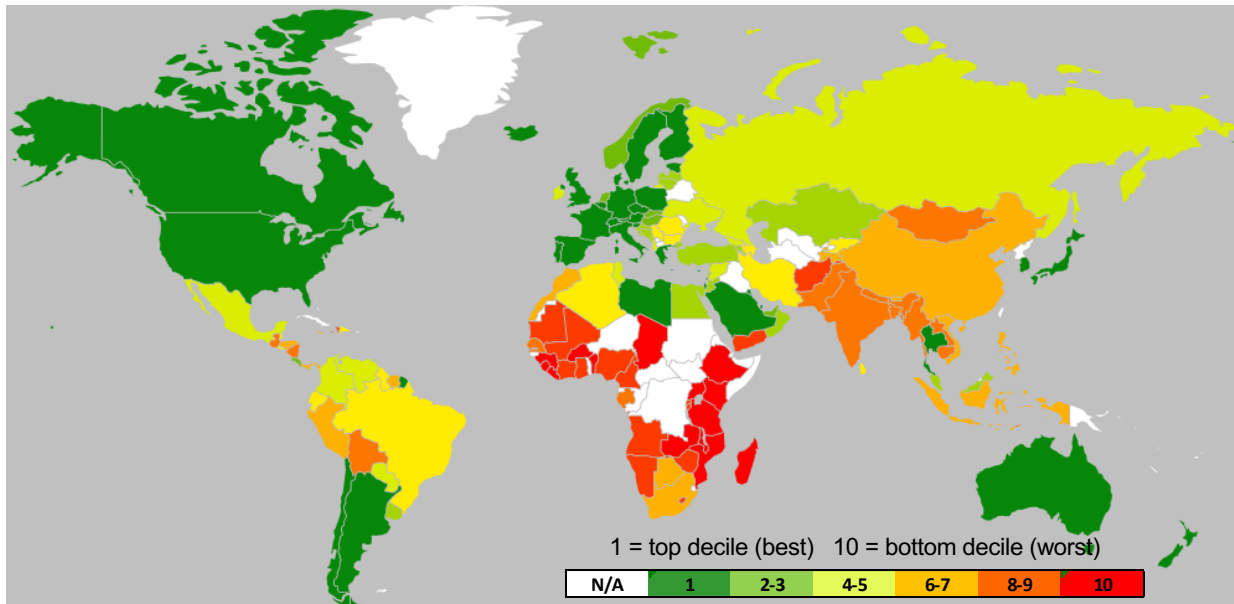 1 = top decile (best) 10 = bottom decile (worst)
N/A 1 2-3 4-5 6-7 8-9 10